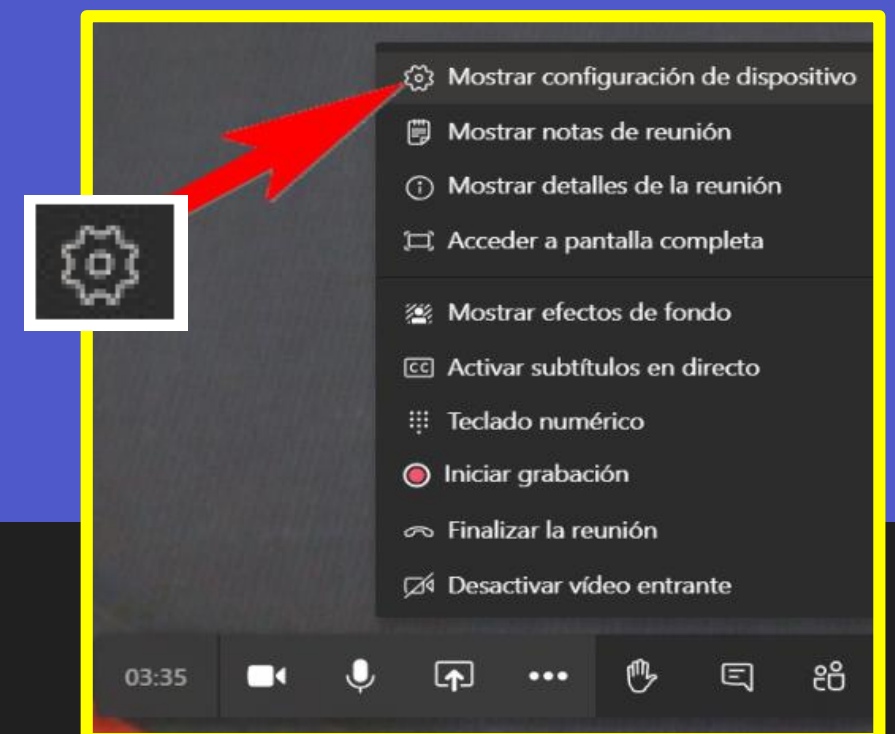 Mostrar configuración de dispositivo
Mostrar notas de reunión
Mostrar detalles de la reunión
Acceder a pantalla completa
Mostrar efectos de fondo
CC Activar subtítulos en directo
Teclado numérico
Iniciar grabación
Finalizar la reunión
Desactivar vídeo entrante
03:35